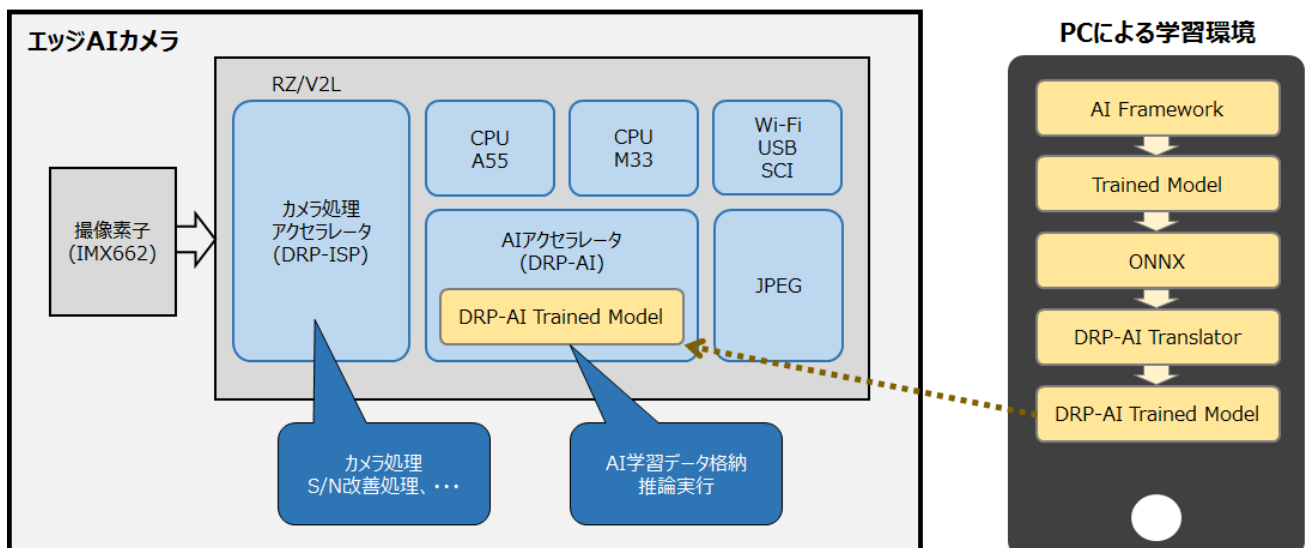 エッジAIカメラ
RZ/V2L
撮像素子
(IMX662)
カメラ処理
アクセラレータ
(DRP-ISP)
CPU
A55
CPU
M33
Wi-Fi
USB
SCI
AIアクセラレータ
(DRP-AI)
DRP-AI Trained Model
JPEG
カメラ処理
S/N改善処理、・・・
AI学習データ格納
推論実行
PCによる学習環境
AI Framework
Trained Model
ONNX
DRP-AI Translator
DRP-AI Trained Model